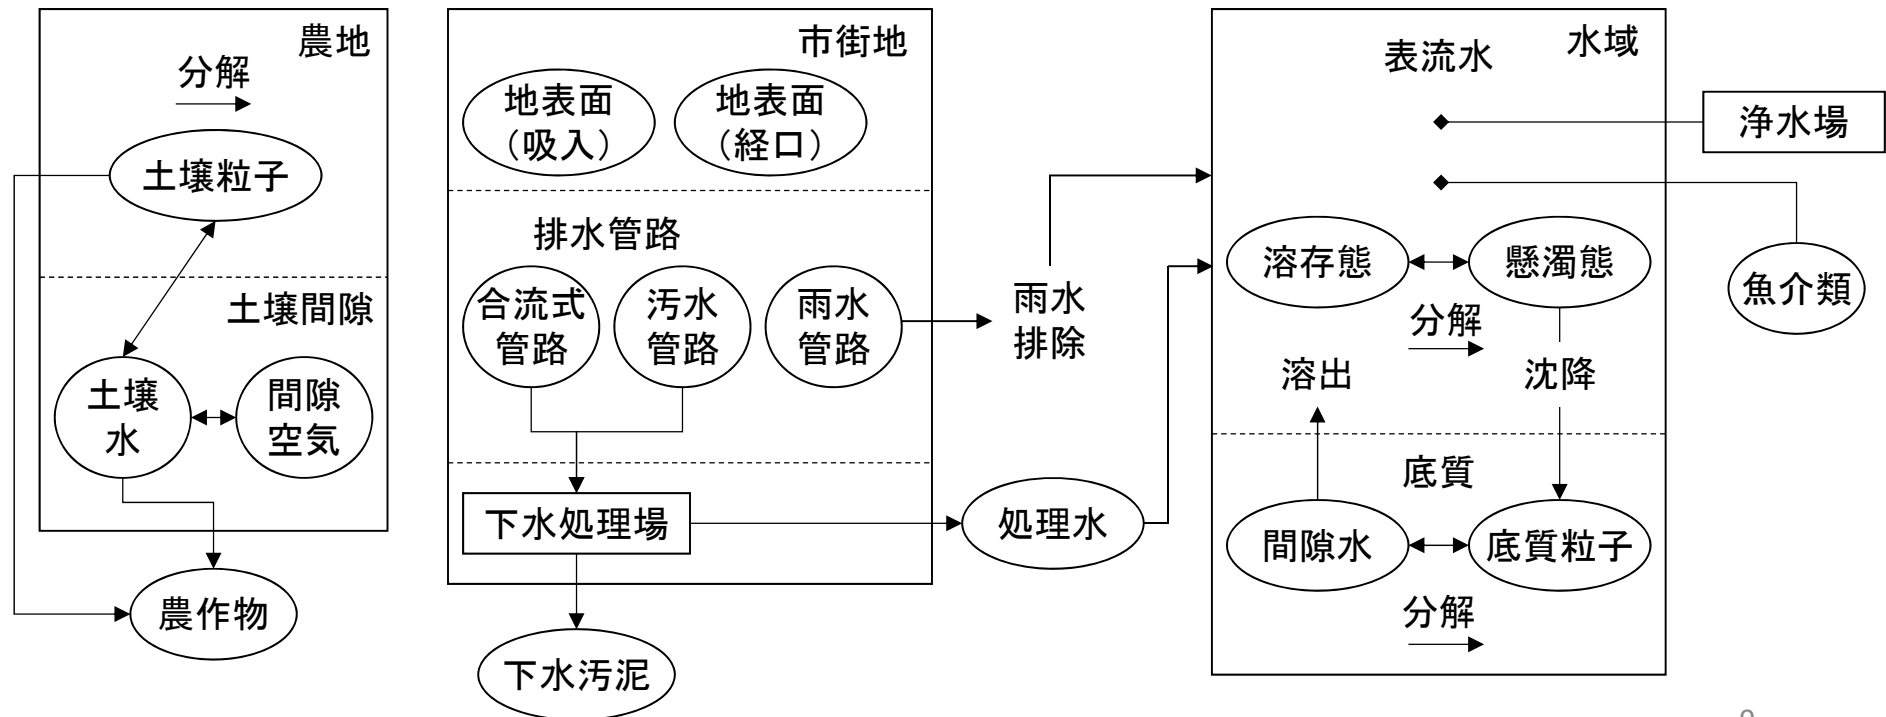 農地
分解
土壌粒子
土壌間隙
土壌
水
間隙
空気
農作物
市街地
地表面
（吸入）
地表面
（経口）
排水管路
合流式
管路
汚水
管路
雨水
管路
下水処理場
下水汚泥
雨水
排除
処理水
水域
表流水
溶存態
懸濁態
分解
溶出
沈降
底質
間隙水
底質粒子
分解
浄水場
魚介類